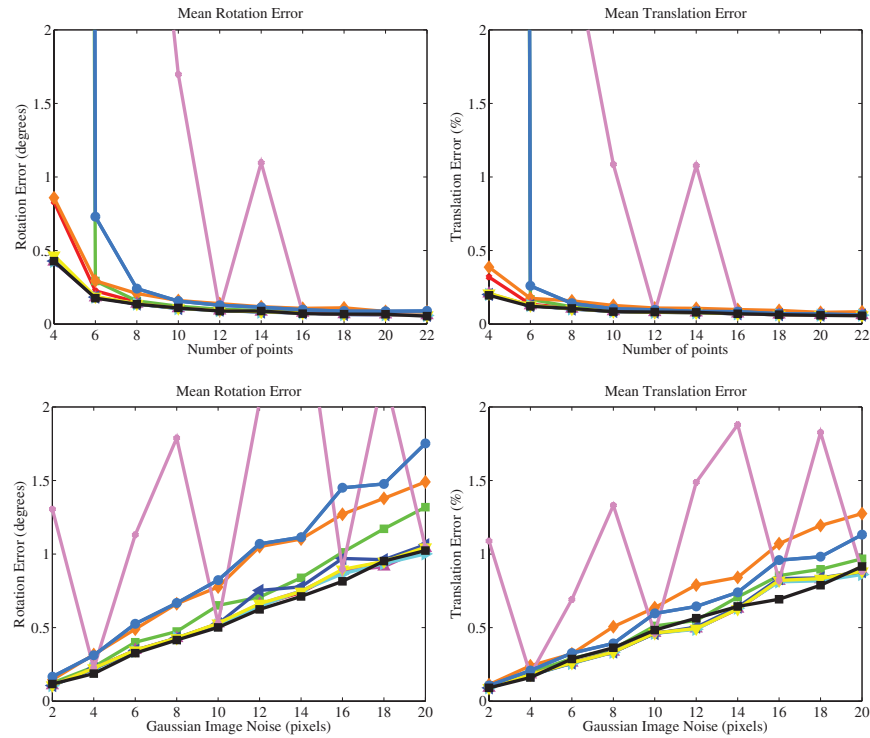 Mean Rotation Error
2
1.5
1
0.5
0
4 6 8 10 12 14 16 18 20 22
Rotation Error (degrees)
Number of points
Mean Translation Error
2
1.5
1
0.5
0
4 6 8 10 12 14 16 18 20 22
Translation Error (%)
Number of points
Mean Rotation Error
2
1.5
1
0.5
0
2 4 6 8 10 12 14 16 18 20
Rotation Error (degrees)
Gaussian Image Noise (pixels)
Mean Translation Error
2
1.5
1
0.5
0
2 4 6 8 10 12 14 16 18 20
Translation Error (%)
Gaussian Image Noise (pixels)